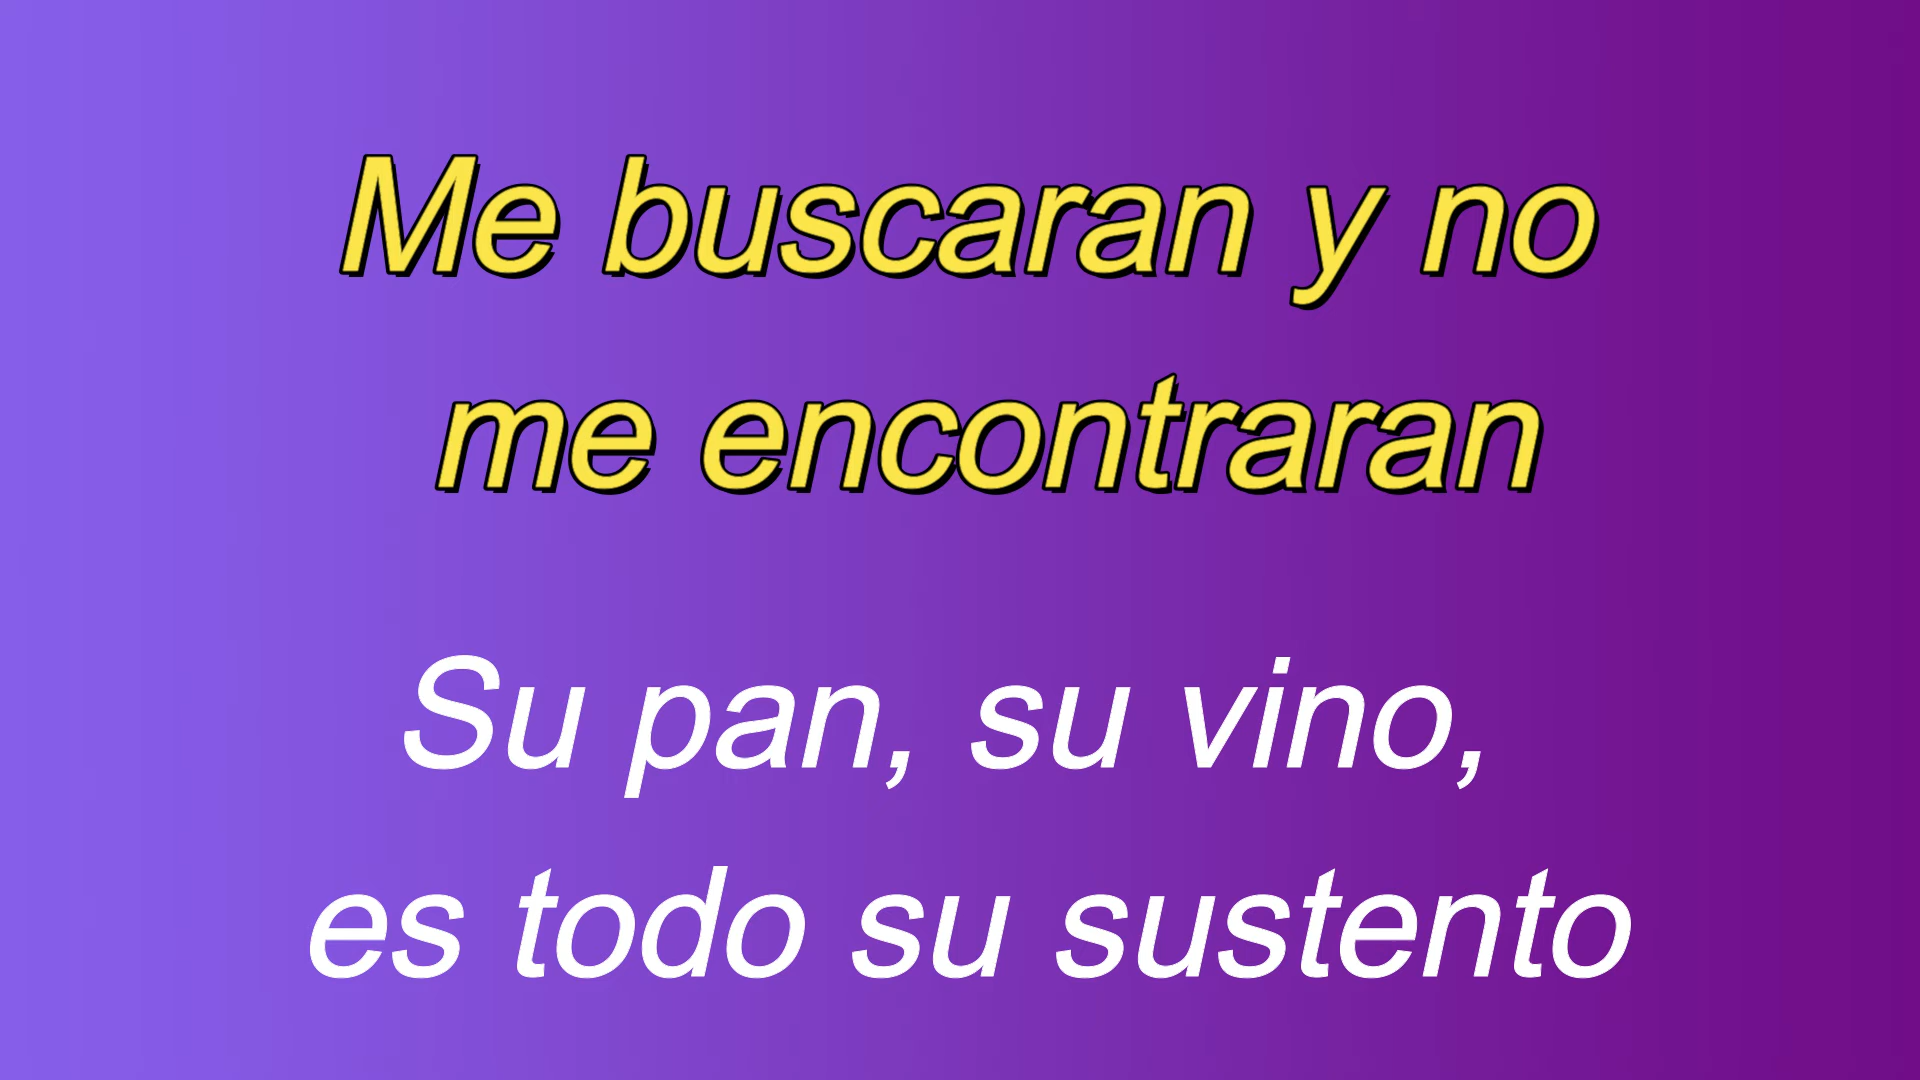 Me buscaran y no
me encontraran
Su pan, su vino,
es todo su sustento